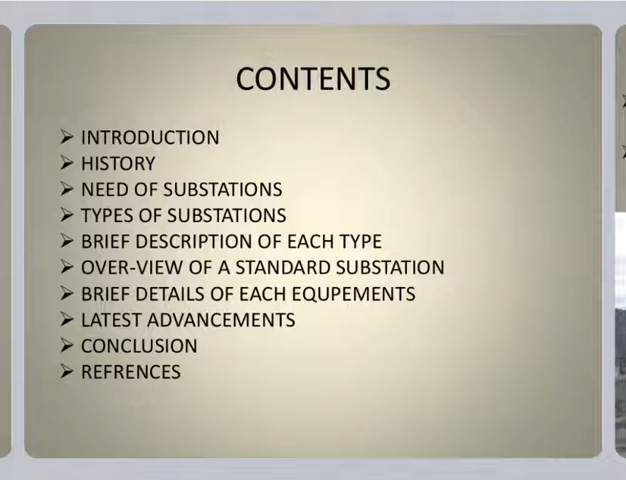 CONTENTS
➢ INTRODUCTION
➢ HISTORY
➢ NEED OF SUBSTATIONS
➢ TYPES OF SUBSTATIONS
➢ BRIEF DESCRIPTION OF EACH TYPE
➢ OVER-VIEW OF A STANDARD SUBSTATION
➢ BRIEF DETAILS OF EACH EQUPEMENTS
➢ LATEST ADVANCEMENTS
➢ CONCLUSION
➢ REFRENCES